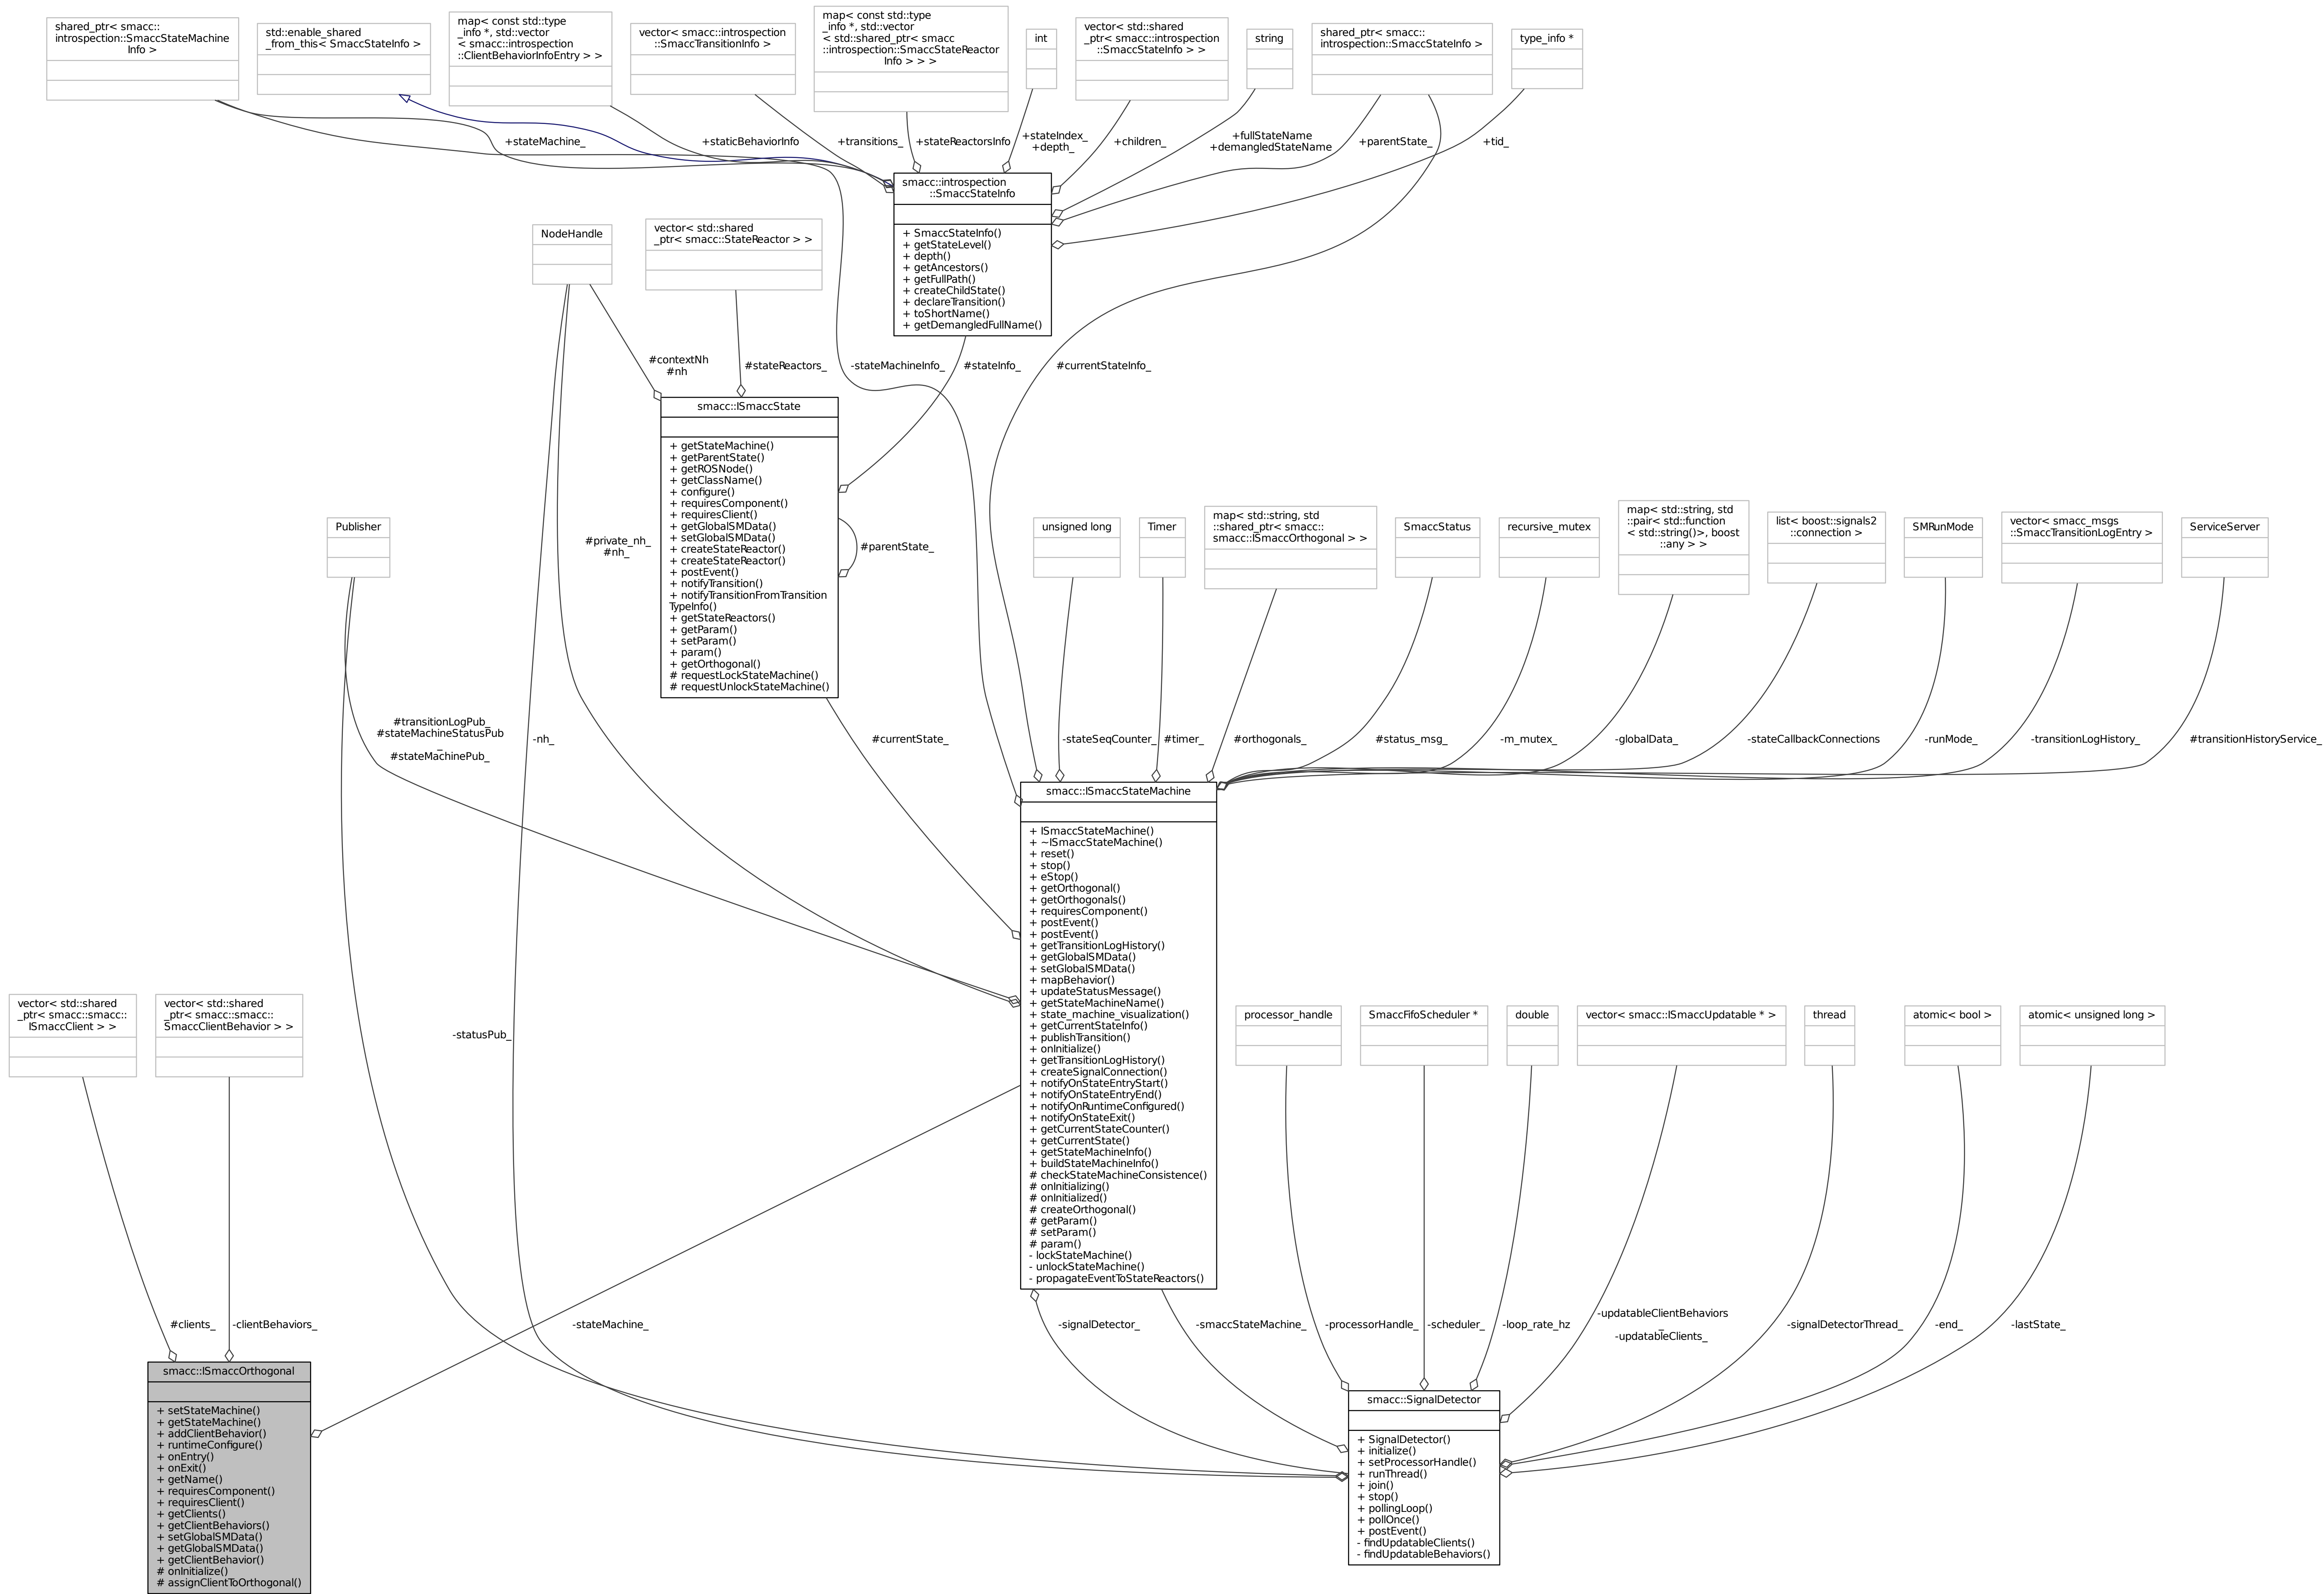 shared_ptr< smacc::
introspection::SmaccStateMachine
Info >
std::enable_shared
_from_this< SmaccStateInfo >
map< const std::type
_info *, std::vector
< smacc::introspection
::ClientBehaviorInfoEntry > >
vector< smacc::introspection
::SmaccTransitionInfo >
map< const std::type
_info *, std::vector
< std::shared_ptr< smacc
::introspection::SmaccStateReactor
Info > > >
int
vector< std::shared
_ptr< smacc::introspection
::SmaccStateInfo > >
string
shared_ptr< smacc::
introspection::SmaccStateInfo >
type_info *
+stateMachine_
+staticBehaviorInfo
+transitions_
+stateReactorsInfo
+stateIndex_
+depth_
+children_
+fullStateName
+demangledStateName
+parentState_
+tid_
smacc::introspection
::SmaccStateInfo
+ SmaccStateInfo()
+ getStateLevel()
+ depth()
+ getAncestors()
+ getFullPath()
+ createChildState()
+ declareTransition()
+ toShortName()
+ getDemangledFullName()
NodeHandle
vector< std::shared
_ptr< smacc::StateReactor > >
#contextNh
#nh
#stateReactors_
-stateMachineInfo_
#stateInfo_
#currentStateInfo_
smacc::ISmaccState
+ getStateMachine()
+ getParentState()
+ getROSNode()
+ getClassName()
+ configure()
+ requiresComponent()
+ requiresClient()
+ getGlobalSMData()
+ setGlobalSMData()
+ createStateReactor()
+ createStateReactor()
+ postEvent()
+ notifyTransition()
+ notifyTransitionFromTransition
TypeInfo()
+ getStateReactors()
+ getParam()
+ setParam()
+ param()
+ getOrthogonal()
# requestLockStateMachine()
# requestUnlockStateMachine()
#parentState_
#private_nh_
#nh_
Publisher
unsigned long
Timer
map< std::string, std
::shared_ptr< smacc::
smacc::ISmaccOrthogonal > >
SmaccStatus
recursive_mutex
map< std::string, std
::pair< std::function
< std::string()>, boost
::any > >
list< boost::signals2
::connection >
SMRunMode
vector< smacc_msgs
::SmaccTransitionLogEntry >
ServiceServer
#transitionLogPub_
#stateMachineStatusPub
_
#stateMachinePub_
-nh_
#currentState_
-stateSeqCounter_
#timer_
#orthogonals_
#status_msg_
-m_mutex_
-globalData_
-stateCallbackConnections
-runMode_
-transitionLogHistory_
#transitionHistoryService_
smacc::ISmaccStateMachine
+ ISmaccStateMachine()
+ ~ISmaccStateMachine()
+ reset()
+ stop()
+ eStop()
+ getOrthogonal()
+ getOrthogonals()
+ requiresComponent()
+ postEvent()
+ postEvent()
+ getTransitionLogHistory()
+ getGlobalSMData()
+ setGlobalSMData()
+ mapBehavior()
+ updateStatusMessage()
+ getStateMachineName()
+ state_machine_visualization()
+ getCurrentStateInfo()
+ publishTransition()
+ onInitialize()
+ getTransitionLogHistory()
+ createSignalConnection()
+ notifyOnStateEntryStart()
+ notifyOnStateEntryEnd()
+ notifyOnRuntimeConfigured()
+ notifyOnStateExit()
+ getCurrentStateCounter()
+ getCurrentState()
+ getStateMachineInfo()
+ buildStateMachineInfo()
# checkStateMachineConsistence()
# onInitializing()
# onInitialized()
# createOrthogonal()
# getParam()
# setParam()
# param()
- lockStateMachine()
- unlockStateMachine()
- propagateEventToStateReactors()
vector< std::shared
_ptr< smacc::smacc::
ISmaccClient > >
vector< std::shared
_ptr< smacc::smacc::
SmaccClientBehavior > >
-statusPub_
processor_handle
SmaccFifoScheduler *
double
vector< smacc::ISmaccUpdatable * >
thread
atomic< bool >
atomic< unsigned long >
#clients_
-clientBehaviors_
-stateMachine_
-signalDetector_
-smaccStateMachine_
-processorHandle_
-scheduler_
-loop_rate_hz
-updatableClientBehaviors
_
-updatableClients_
-signalDetectorThread_
-end_
-lastState_
smacc::ISmaccOrthogonal
+ setStateMachine()
+ getStateMachine()
+ addClientBehavior()
+ runtimeConfigure()
+ onEntry()
+ onExit()
+ getName()
+ requiresComponent()
+ requiresClient()
+ getClients()
+ getClientBehaviors()
+ setGlobalSMData()
+ getGlobalSMData()
+ getClientBehavior()
# onInitialize()
# assignClientToOrthogonal()
smacc::SignalDetector
+ SignalDetector()
+ initialize()
+ setProcessorHandle()
+ runThread()
+ join()
+ stop()
+ pollingLoop()
+ pollOnce()
+ postEvent()
- findUpdatableClients()
- findUpdatableBehaviors()